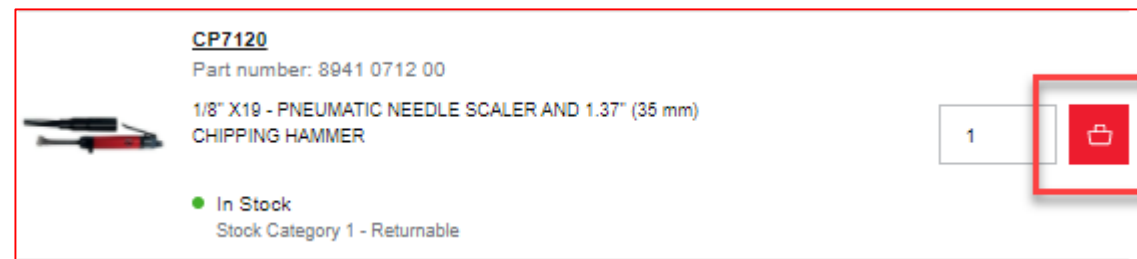 CP7120
Part number: 8941 0712 00
1/8" X19 - PNEUMATIC NEEDLE SCALER AND 1.37" (35 mm)
CHIPPING HAMMER
1
In Stock
Stock Category 1 - Returnable